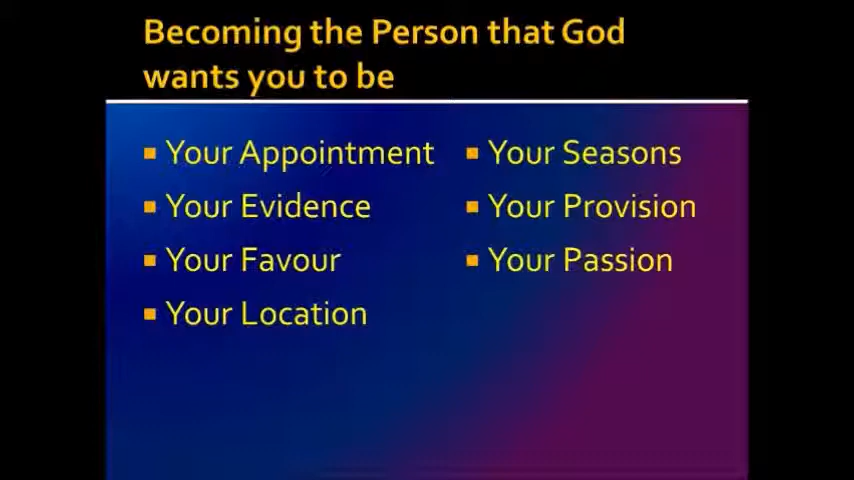 Becoming the Person that God
wants you to be
Your Appointment
Your Evidence
Your Favour
Your Location
Your Seasons
Your Provision
Your Passion